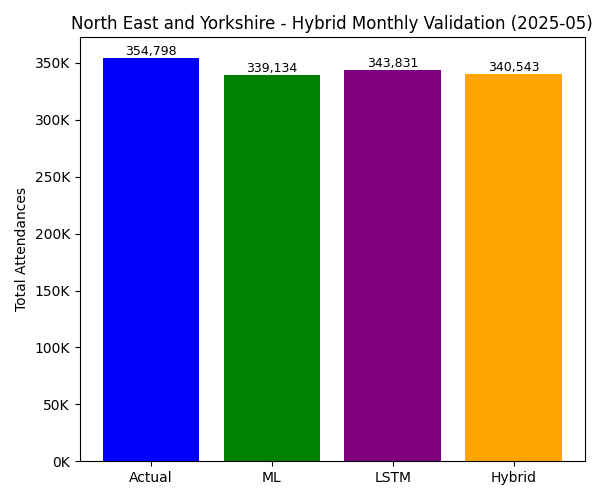 North East and Yorkshire - Hybrid Monthly Validation (2025-05)
Total Attendances
350K
300K
250K
200K
150K
100K
50K
0K
354,798
339,134
343,831
340,543
Actual
ML
LSTM
Hybrid